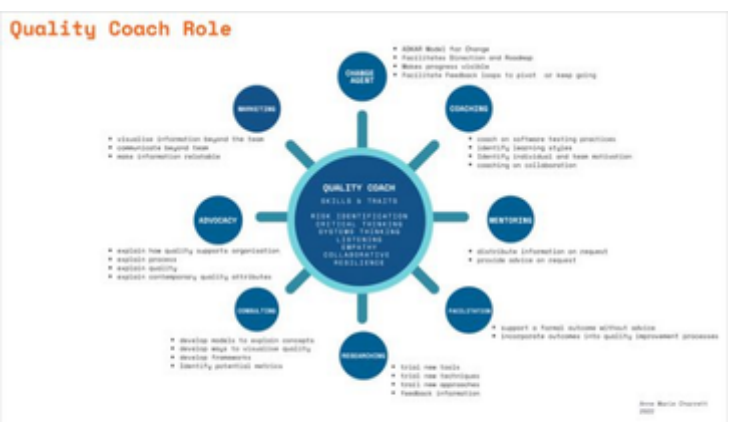 Quality Coach Role
CHANGE
AGENT
• ADKAR Model for Change
• Facilitates Direction and Roadmap
• Makes progress visible
• Facilitate Feedback loops to pivot or keep going
MARKETING
• visualise information beyond the team
• communicate beyond team
• make information relatable
COACHING
• coach on software testing practices
• identify learning styles
• Identify individual and team motivation
• coaching on collaboration
QUALITY COACH
SKILLS & TRAITS
RISK IDENTIFICATION
CRITICAL THINKING
SYSTEMS THINKING
LISTENING
EMPATHY
COLLABORATIVE
RESILIENCE
ADVOCACY
• explain how quality supports organisation
• explain process
• explain quality
• explain contemporary quality attributes
MENTORING
• distribute information on request
• provide advice on request
CONSULTING
• develop models to explain concepts
• develop ways to visualise quality
• develop frameworks
• Identify potential metrics
FACILITATION
• support a formal outcome without advice
• incorporate outcomes into quality improvement processes
RESEARCHING
• trial new tools
• trial new techniques
• trail new approaches
• feedback information
Anne Marie Charrett
2022